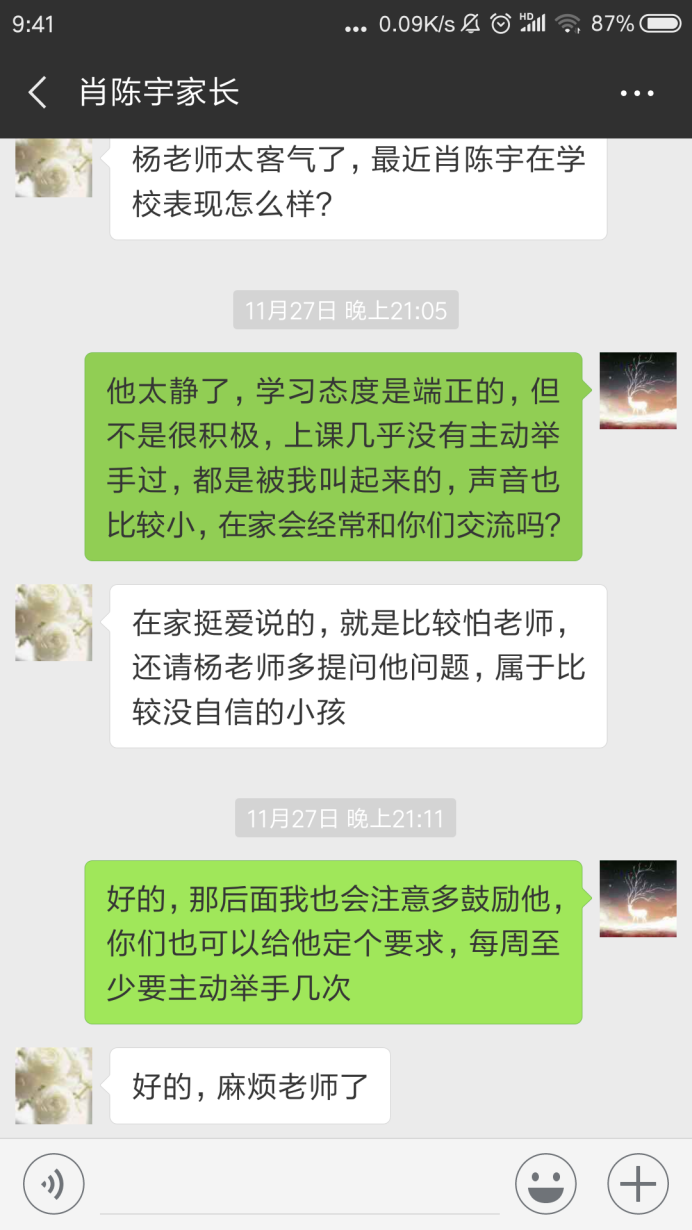 9:41
... 0.09K/s HD 87%
肖陈宇家长
杨老师太客气了，最近肖陈宇在学
校表现怎么样？
11月27日 晚上21:05
他太静了，学习态度是端正的，但
不是很积极，上课几乎没有主动举
手过，都是被我叫起来的，声音也
比较小，在家会经常和你们交流吗？
在家挺爱说的，就是比较怕老师，
还请杨老师多提问他问题，属于比
较没自信的小孩
11月27日 晚上21:11
好的，那后面我也会注意多鼓励他，
你们也可以给他定个要求，每周至
少要主动举手几次
好的，麻烦老师了